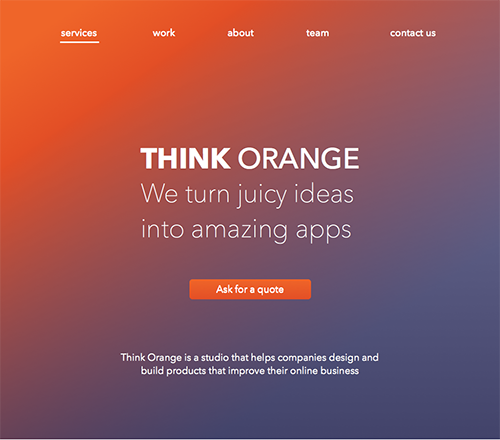 services work about team contact us
THINK ORANGE
We turn juicy ideas
into amazing apps
Ask for a quote
Think Orange is a studio that helps companies design and
build products that improve their online business